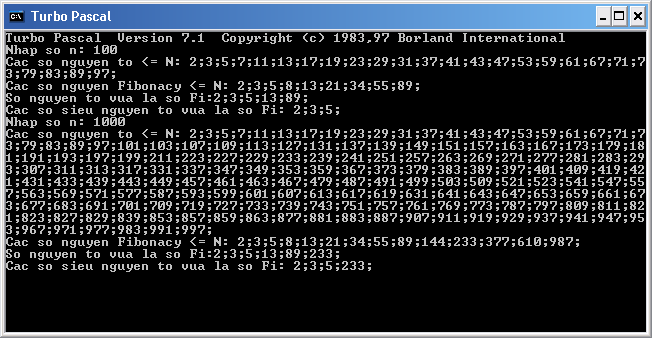 C:\ Turbo Pascal
Turbo Pascal  Version 7.1  Copyright (c) 1983,97 Borland International
Nhap so n: 100
Cac so nguyen to <= N: 2;3;5;7;11;13;17;19;23;29;31;37;41;43;47;53;59;61;67;71;7
3;79;83;89;97;
Cac so nguyen Fibonacy <= N: 2;3;5;8;13;21;34;55;89;
So nguyen to vua la so Fi:2;3;5;13;89;
Cac so sieu nguyen to vua la so Fi: 2;3;5;
Nhap so n: 1000
Cac so nguyen to <= N: 2;3;5;7;11;13;17;19;23;29;31;37;41;43;47;53;59;61;67;71;7
3;79;83;89;97;101;103;107;109;113;127;131;137;139;149;151;157;163;167;173;179;18
1;191;193;197;199;211;223;227;229;233;239;241;251;257;263;269;271;277;281;283;29
3;307;311;313;317;331;337;347;349;353;359;367;373;379;383;389;397;401;409;419;42
1;431;433;439;443;449;457;461;463;467;479;487;491;499;503;509;521;523;541;547;55
7;563;569;571;577;587;593;599;601;607;613;617;619;631;641;643;647;653;659;661;67
3;677;683;691;701;709;719;727;733;739;743;751;757;761;769;773;787;797;809;811;82
1;823;827;829;839;853;857;859;863;877;881;883;887;907;911;919;929;937;941;947;95
3;967;971;977;983;991;997;
Cac so nguyen Fibonacy <= N: 2;3;5;8;13;21;34;55;89;144;233;377;610;987;
So nguyen to vua la so Fi:2;3;5;13;89;233;
Cac so sieu nguyen to vua la so Fi: 2;3;5;233;